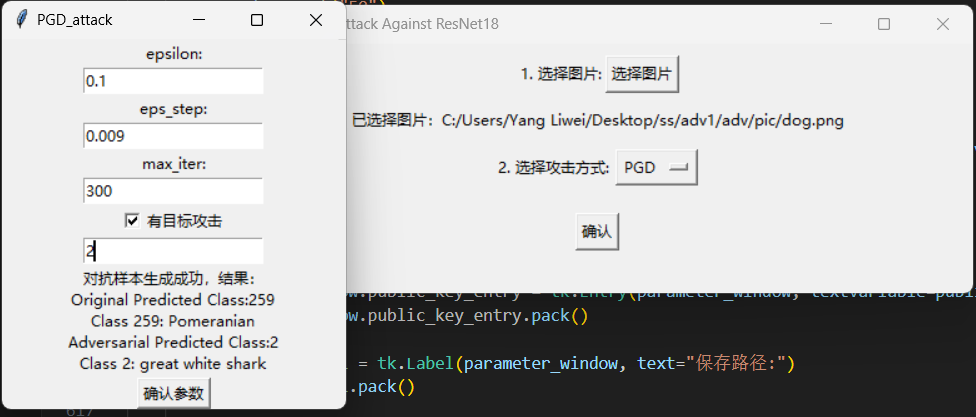 PGD_attack
epsilon:
0.1
eps_step:
0.009
max_iter:
300
有目标攻击
2
对抗样本生成成功，结果：
Original Predicted Class:259
Class 259: Pomeranian
Adversarial Predicted Class:2
Class 2: great white shark
确认参数
ttack Against ResNet18
1. 选择图片: 选择图片
已选择图片：C:/Users/Yang Liwei/Desktop/ss/adv1/adv/pic/dog.png
2. 选择攻击方式: PGD
确认
ow.public_key_entry = tk.Entry(parameter_window, textvariable=public
ow.public_key_entry.pack()
l = tk.Label(parameter_window, text="保存路径:")
l.pack()
617